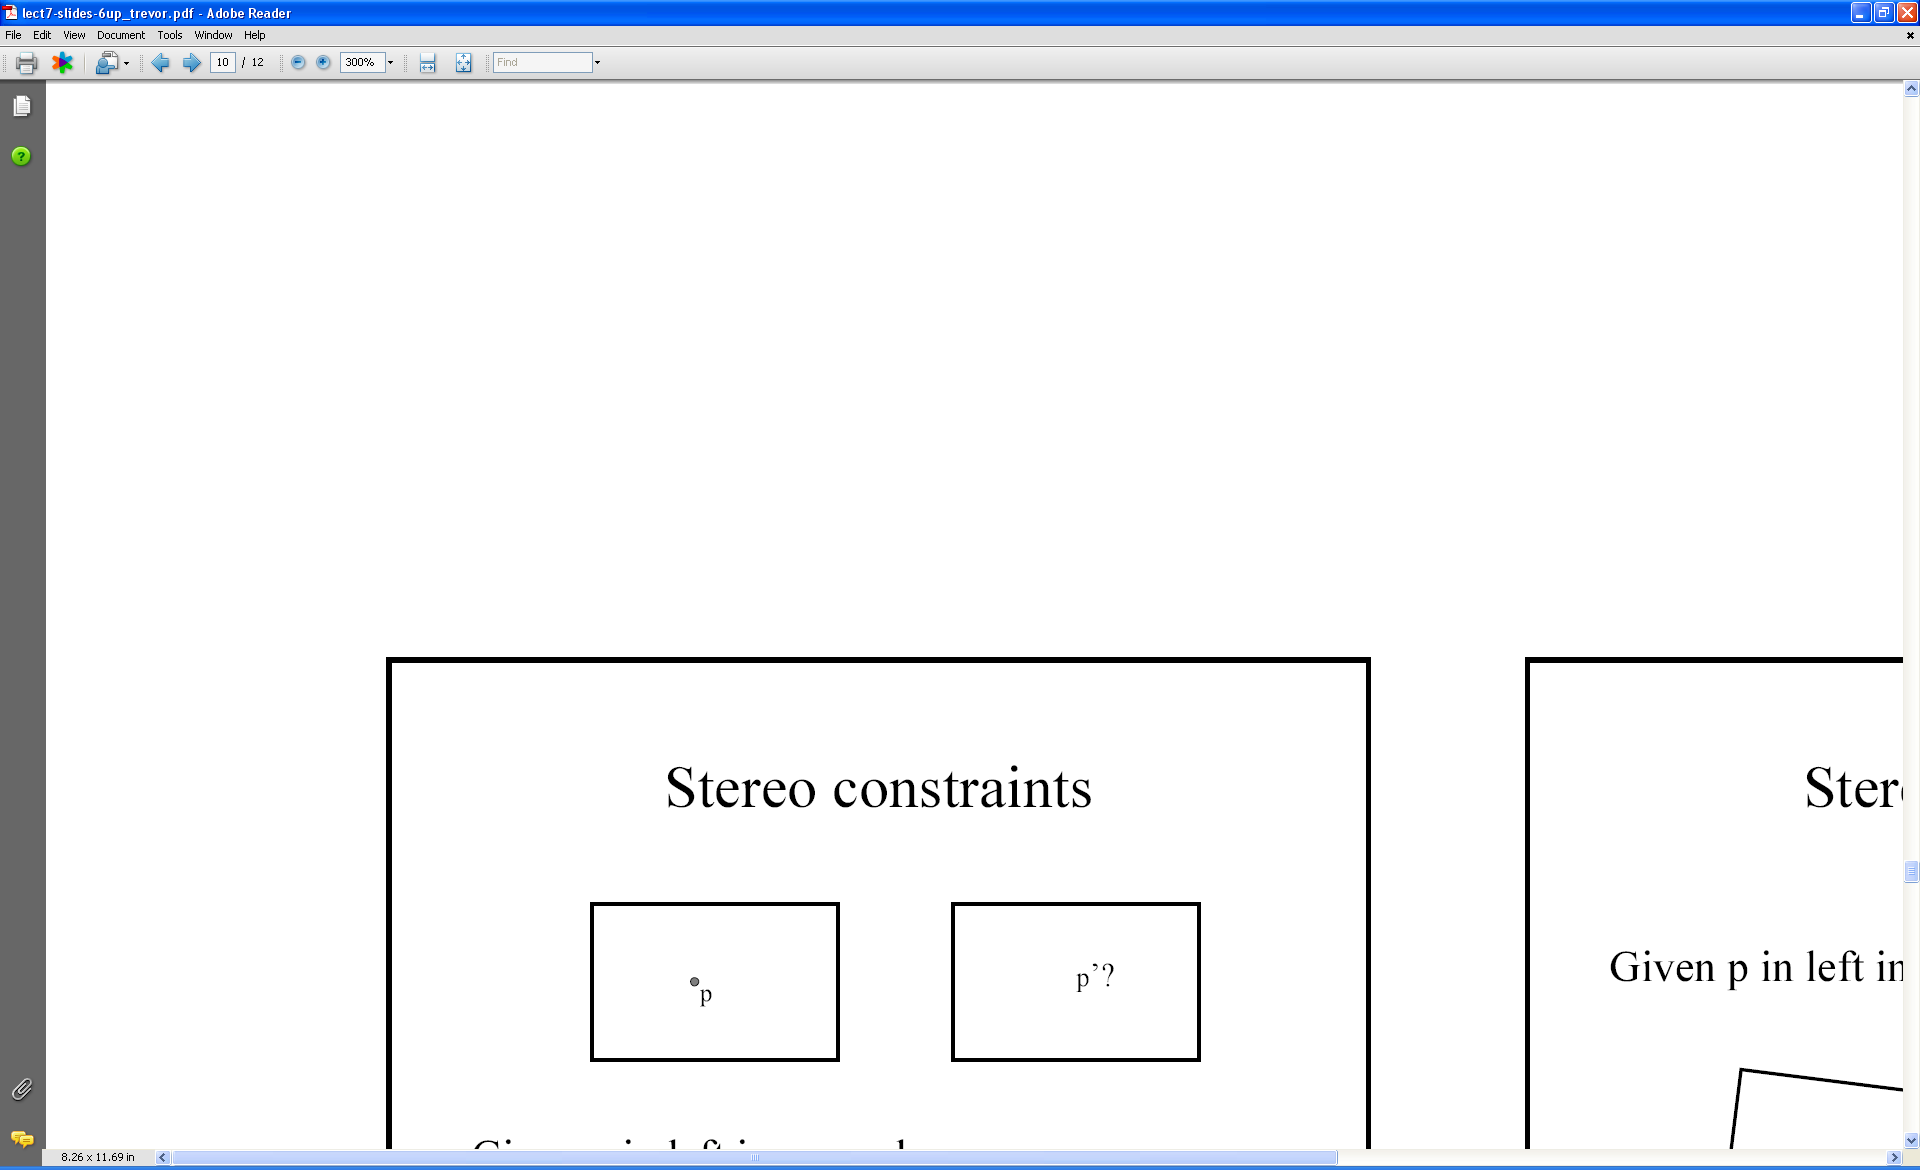 lect7-slides-6up_trevor.pdf - Adobe Reader
File Edit View Document Tools Window Help
10 / 12 300% Find
Stereo constraints
Ster
p
p’?
Given p in left in
8.26 x 11.69 in